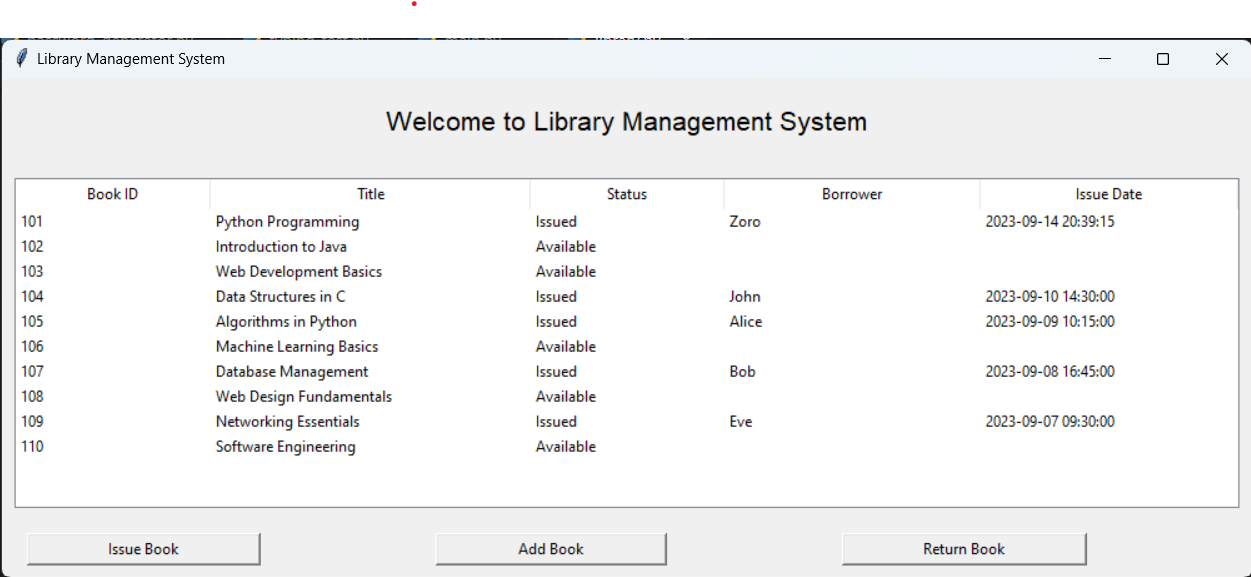 Library Management System
Welcome to Library Management System
Book ID Title Status Borrower Issue Date
101 Python Programming Issued Zoro 2023-09-14 20:39:15
102 Introduction to Java Available
103 Web Development Basics Available
104 Data Structures in C Issued John 2023-09-10 14:30:00
105 Algorithms in Python Issued Alice 2023-09-09 10:15:00
106 Machine Learning Basics Available
107 Database Management Issued Bob 2023-09-08 16:45:00
108 Web Design Fundamentals Available
109 Networking Essentials Issued Eve 2023-09-07 09:30:00
110 Software Engineering Available
Issue Book Add Book Return Book